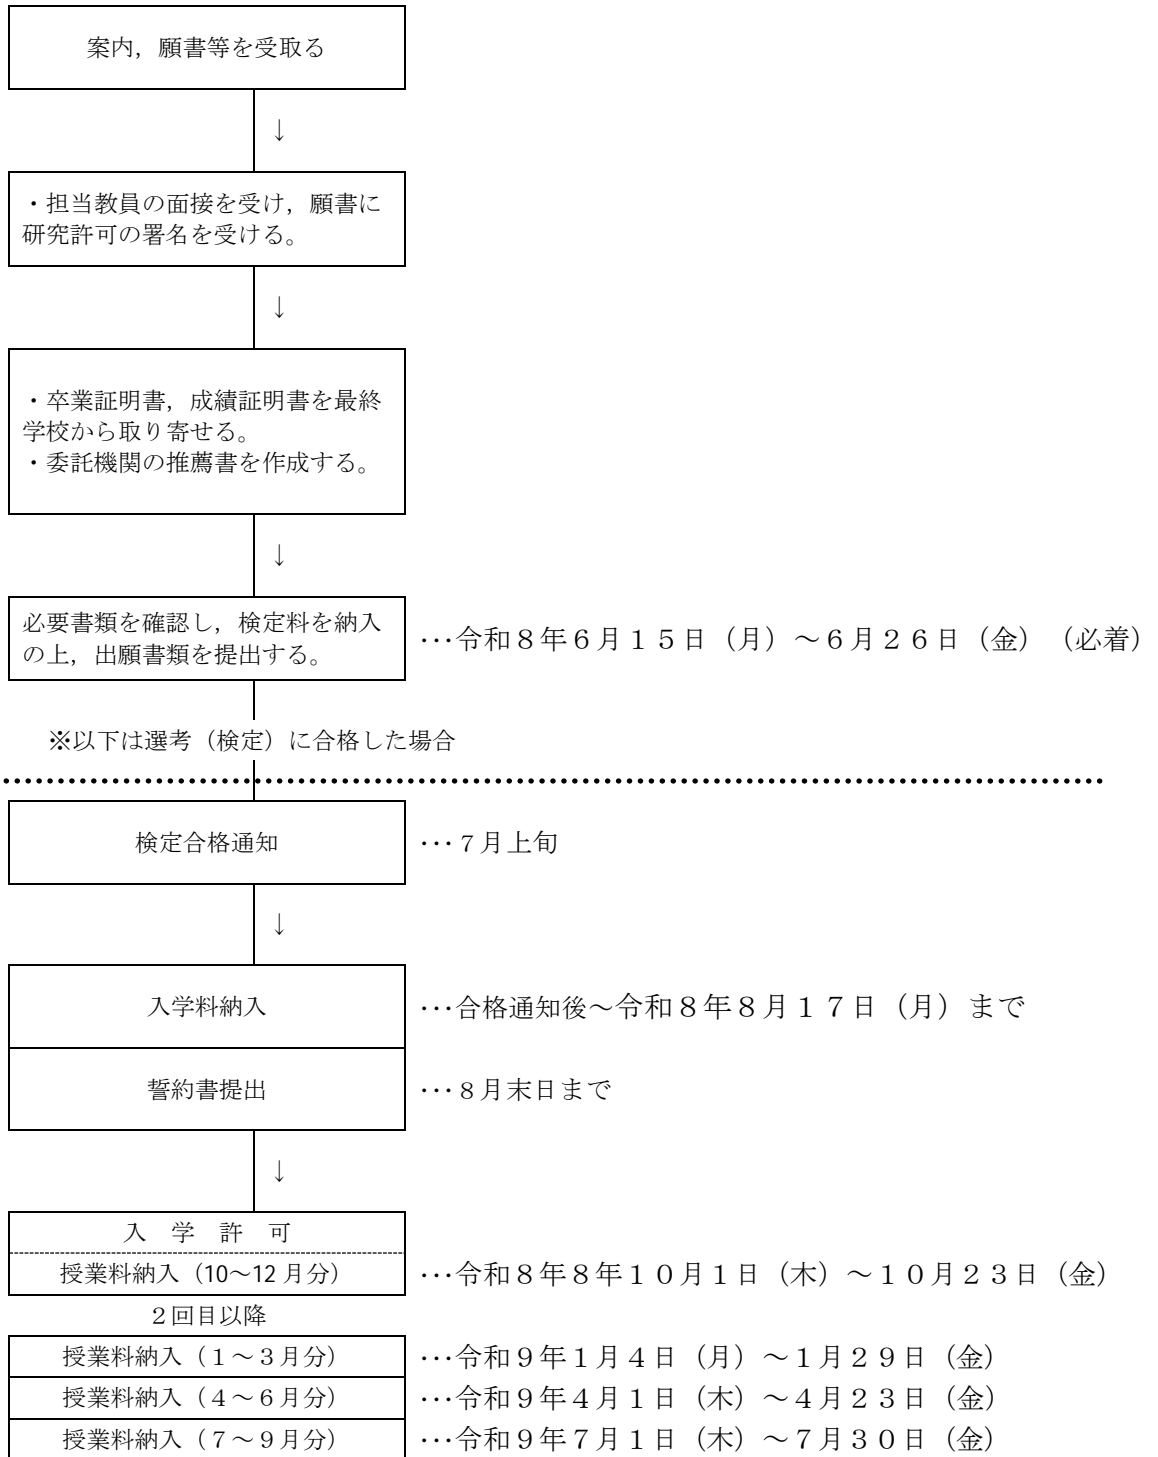 案内，願書等を受取る
↓
・担当教員の面接を受け，願書に
研究許可の署名を受ける。
↓
・卒業証明書，成績証明書を最終
学校から取り寄せる。
・委託機関の推薦書を作成する。
↓
必要書類を確認し，検定料を納入
の上，出願書類を提出する。
…令和８年６月１５日（月）～６月２６日（金）（必着）
※以下は選考（検定）に合格した場合
検定合格通知 …７月上旬
↓
入学料納入 …合格通知後～令和８年８月１７日（月）まで
誓約書提出 …８月末日まで
↓
入　学　許　可
授業料納入（10～12 月分） …令和８年８年１０月１日（木）～１０月２３日（金）
２回目以降
授業料納入（１～３月分） …令和９年１月４日（月）～１月２９日（金）
授業料納入（４～６月分） …令和９年４月１日（木）～４月２３日（金）
授業料納入（７～９月分） …令和９年７月１日（木）～７月３０日（金）